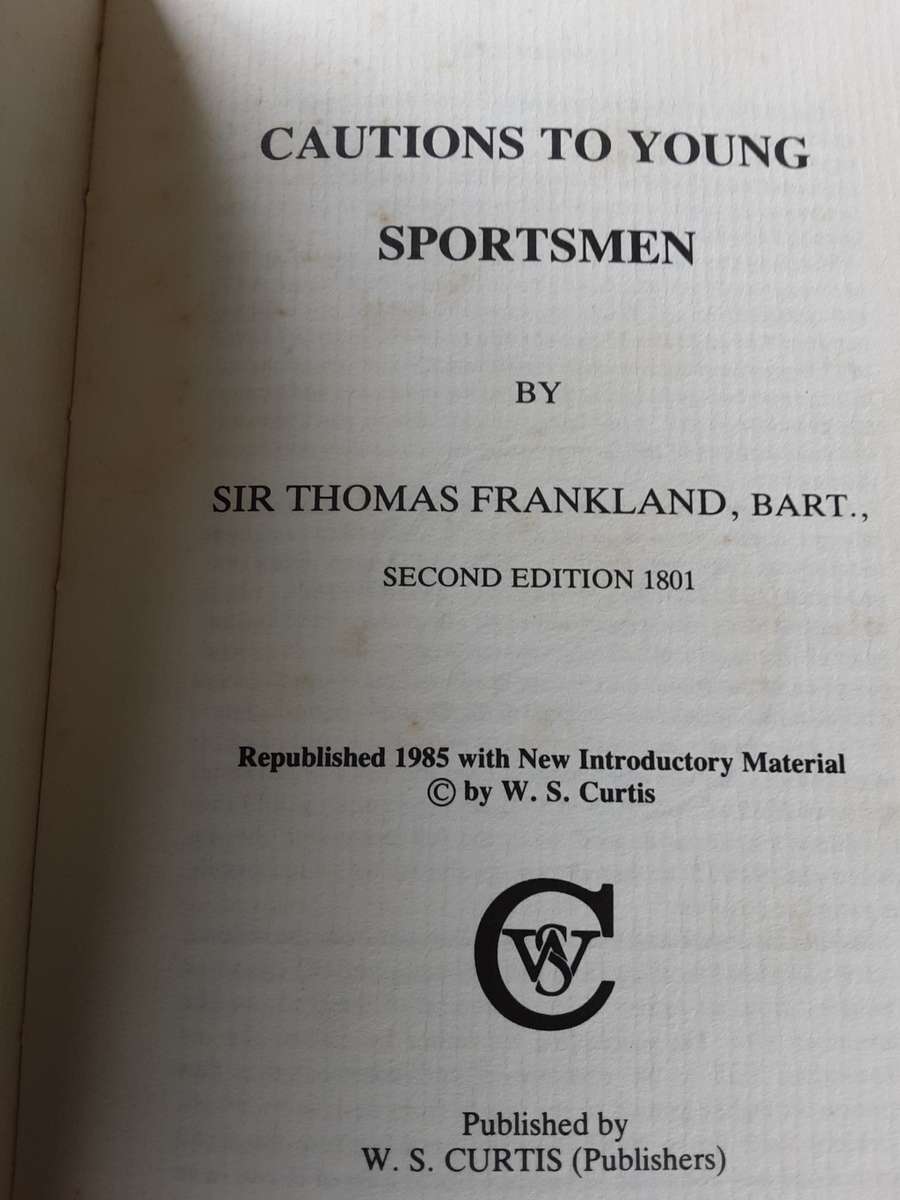 CAUTIONS TO YOUNG
SPORTSMEN
BY
SIR THOMAS FRANKLAND, BART.,
SECOND EDITION 1801
Republished 1985 with New Introductory Material
© by W. S. Curtis
CWS
Published by
W. S. CURTIS (Publishers)